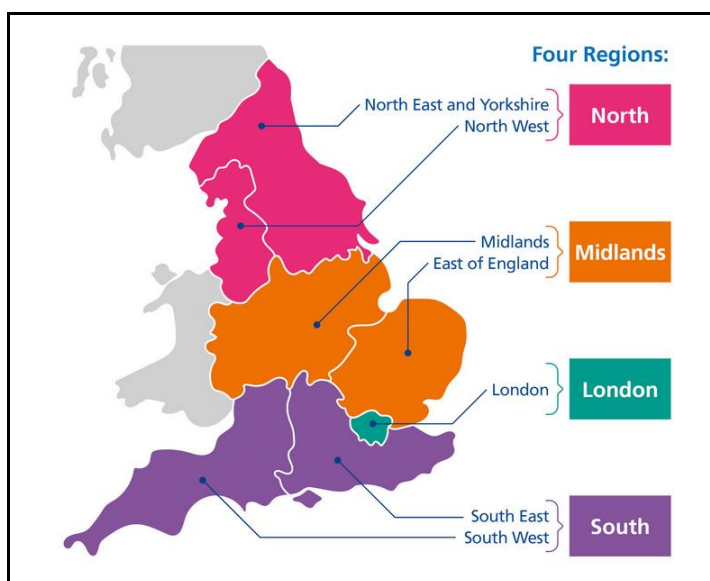 Four Regions:
North East and Yorkshire
North West
North
Midlands
East of England
Midlands
London
London
South East
South West
South